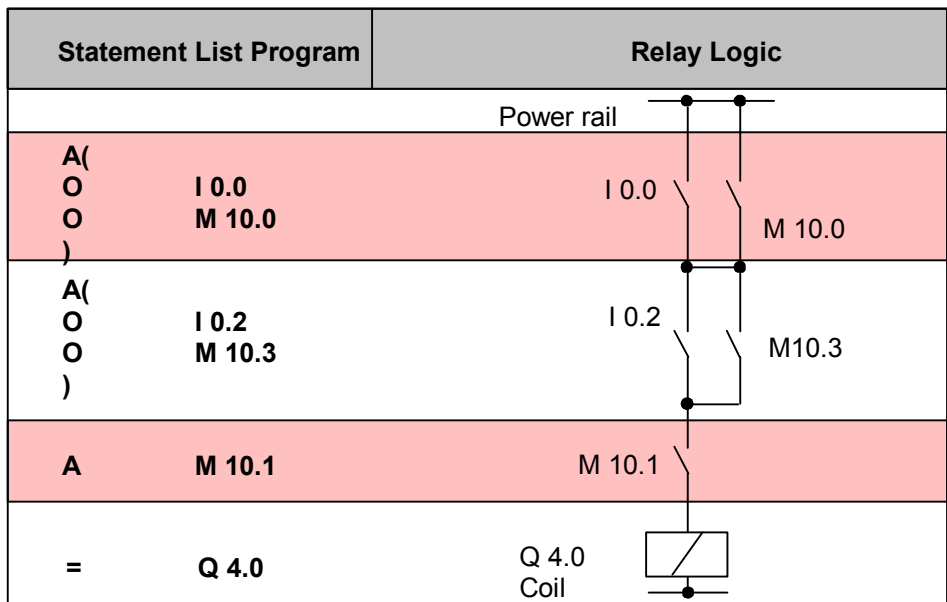 Statement List Program Relay Logic
Power rail
A(
O I 0.0 I 0.0
O M 10.0 M 10.0
)
A(
O I 0.2 I 0.2
O M 10.3 M10.3
)
A M 10.1 M 10.1
= Q 4.0 Q 4.0
Coil